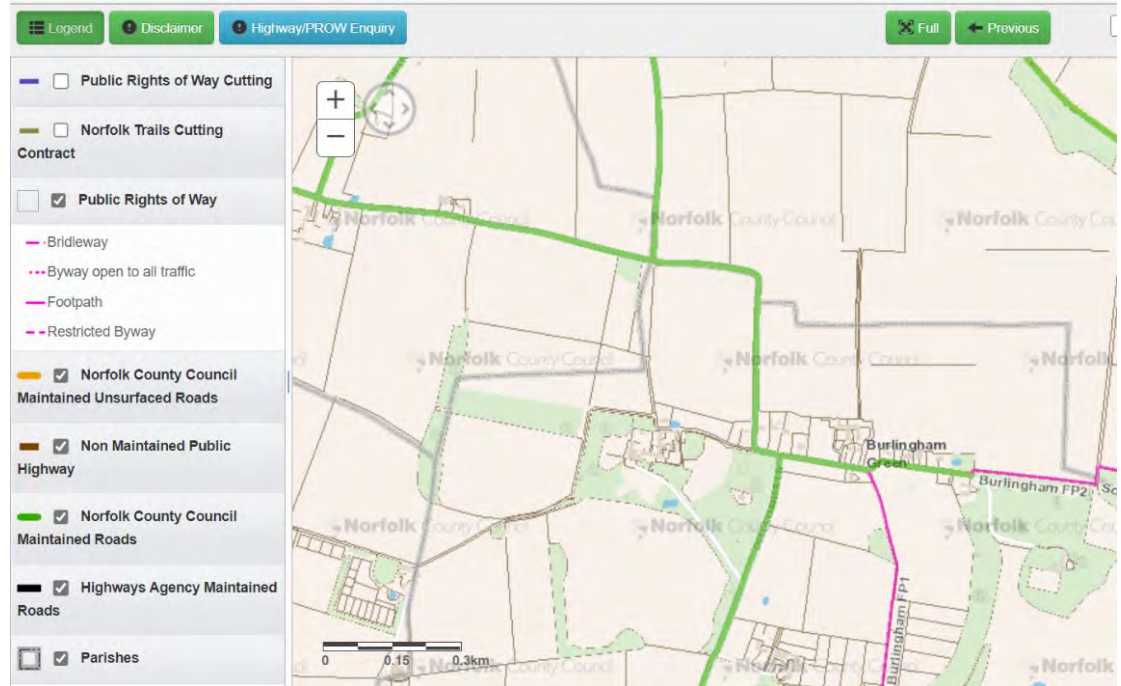 Legend
Disclaimer
Highway/PROW Enquiry
Full
Previous
Public Rights of Way Cutting
Norfolk Trails Cutting
Contract
Public Rights of Way
Bridleway
Byway open to all traffic
Footpath
Restricted Byway
Norfolk County Council
Maintained Unsurfaced Roads
Non Maintained Public
Highway
Norfolk County Council
Maintained Roads
Highways Agency Maintained
Roads
Parishes
+
−
Norfolk County Council
Norfolk County Council
Norfolk County Cou
Norfolk County Council
Norfolk County Council
Norfolk
Burlingham
Green
Burlingham FP2
So
Norfolk County Council
Norfolk County Council
Norfolk County Cou
Burlingham FP1
0 0.15 0.3km
Norfolk County Council
Norfolk County Council
Norfolk